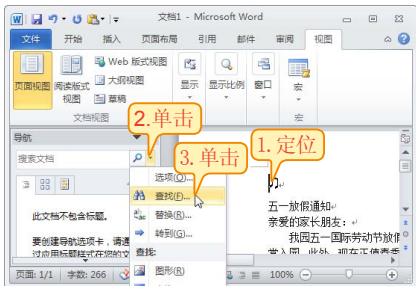 文档1 - Microsoft Word
文件 开始 插入 页面布局 引用 邮件 审阅 视图
页面视图 阅读版式视图 Web 版式视图 大纲视图 草稿 显示 显示比例 窗口 宏
文档视图 宏
2.单击
导航
3.单击
1.定位
搜索文档
选项(O)...
查找(F)...
替换(R)...
转到(G)...
查找:
图形(R)
此文档不包含标题。
要创建导航选项卡，请通
过应用标题样式在您的文
五一放假通知
亲爱的家长朋友：
我园五一国际劳动节放假
页面: 1/1 字数: 266 100%